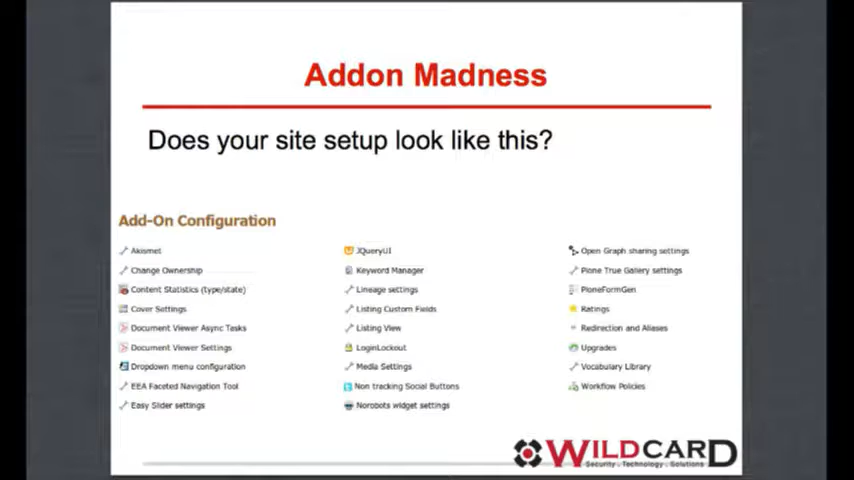 Addon Madness
Does your site setup look like this?
Add-On Configuration
Akismet
Change Ownership
Content Statistics (type/state)
Cover Settings
Document Viewer Async Tasks
Document Viewer Settings
Dropdown menu configuration
EEA Faceted Navigation Tool
Easy Slider settings
JQueryUI
Keyword Manager
Lineage settings
Listing Custom Fields
Listing View
LoginLockout
Media Settings
Non tracking Social Buttons
Norobots widget settings
Open Graph sharing settings
Plone True Gallery settings
PloneFormGen
Ratings
Redirection and Aliases
Upgrades
Vocabulary Library
Workflow Policies
WILDCARD
Security . Technology . Solutions